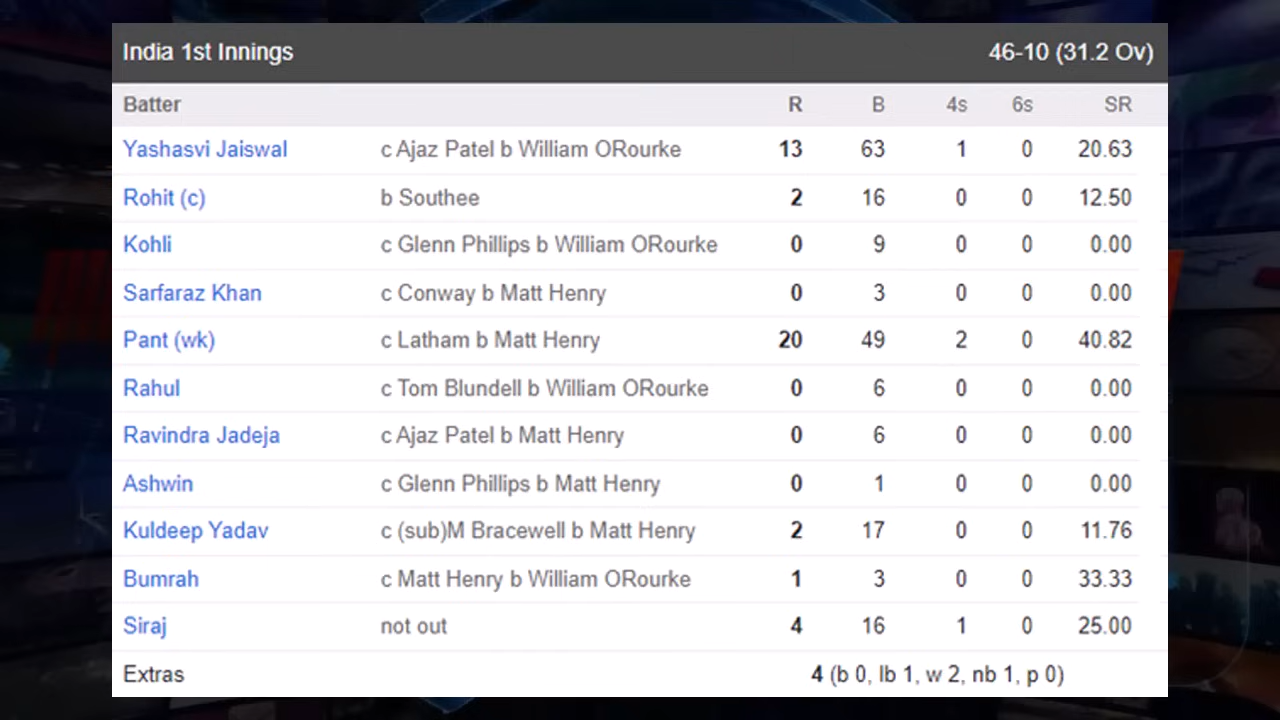 India 1st Innings 46-10 (31.2 Ov)
Batter R B 4s 6s SR
Yashasvi Jaiswal c Ajaz Patel b William ORourke 13 63 1 0 20.63
Rohit (c) b Southee 2 16 0 0 12.50
Kohli c Glenn Phillips b William ORourke 0 9 0 0 0.00
Sarfaraz Khan c Conway b Matt Henry 0 3 0 0 0.00
Pant (wk) c Latham b Matt Henry 20 49 2 0 40.82
Rahul c Tom Blundell b William ORourke 0 6 0 0 0.00
Ravindra Jadeja c Ajaz Patel b Matt Henry 0 6 0 0 0.00
Ashwin c Glenn Phillips b Matt Henry 0 1 0 0 0.00
Kuldeep Yadav c (sub)M Bracewell b Matt Henry 2 17 0 0 11.76
Bumrah c Matt Henry b William ORourke 1 3 0 0 33.33
Siraj not out 4 16 1 0 25.00
Extras 4 (b 0, lb 1, w 2, nb 1, p 0)